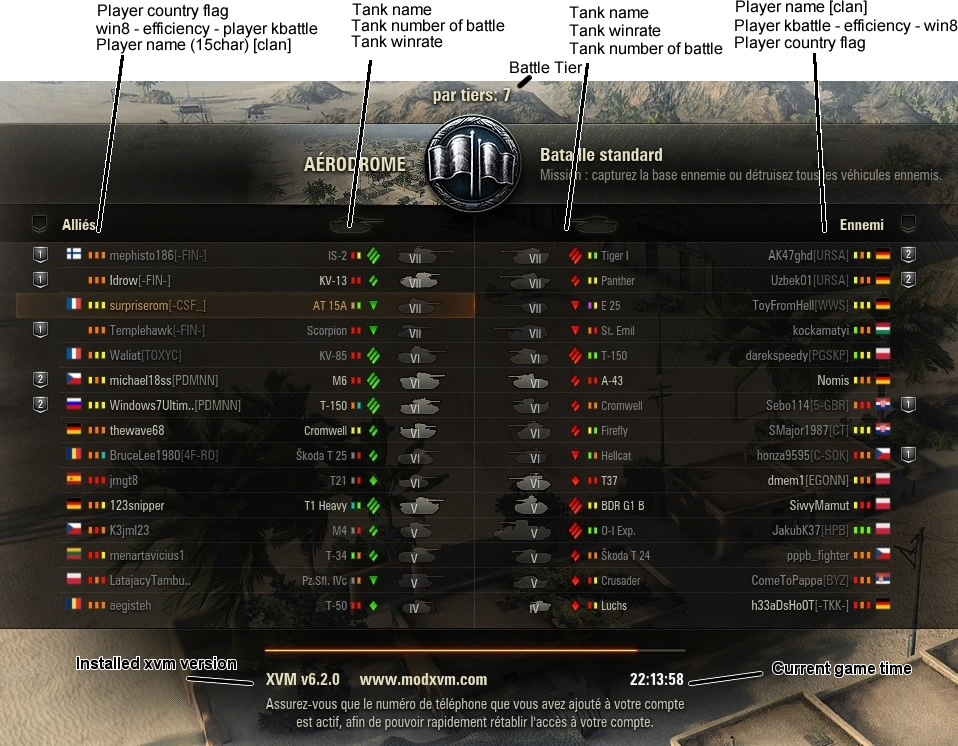 Player country flag
win8 - efficiency - player kbattle
Player name (15char) [clan]
Tank name
Tank number of battle
Tank winrate
Tank name
Tank winrate
Tank number of battle
Player name [clan]
Player kbattle - efficiency - win8
Player country flag
Battle Tier
par tiers: 7
AÉRODROME
Bataille standard
Mission : capturez la base ennemie ou détruisez tous les véhicules ennemis.
Alliés
Ennemi
1 mephisto186[-FIN-] IS-2 VII VII Tiger I AK47ghd[URSA] 2
1 ldrow[-FIN-] KV-13 VII VII Panther Uzbek01[URSA] 2
surpriserom[-CSF_] AT 15A VII VII E 25 ToyFromHell[WWS]
1 Templehawk[-FIN-] Scorpion VII VII St. Emil kockamatyi
Waliat[TOXYC] KV-85 VI VI T-150 darekspeedy[PGSKP]
2 michael18ss[PDMNN] M6 VI VI A-43 Nomis
2 Windows7Ultim..[PDMNN] T-150 VI VI Cromwell Sebo114[5-GBR] 1
thewave68 Cromwell VI VI Firefly SMajor1987[CT]
BruceLee1980[4F-RO] Škoda T 25 VI VI Hellcat honza9595[C-SOK] 1
jmgt8 T21 VI VI T37 dmem1[EGONN]
123snipper T1 Heavy V V BDR G1 B SiwyMamut
K3jml23 M4 V V O-I Exp. JakubK37[HPB]
menartavicius1 T-34 V V Škoda T 24 pppb_fighter
LatajacyTambu.. Pz.Sfl. IVc V V Crusader ComeToPappa[BYZ]
aegisteh T-50 IV IV Luchs h33aDsHo0T[-TKK-]
Installed xvm version
Current game time
XVM v6.2.0 www.modxvm.com 22:13:58
Assurez-vous que le numéro de téléphone que vous avez ajouté à votre compte
est actif, afin de pouvoir rapidement rétablir l'accès à votre compte.